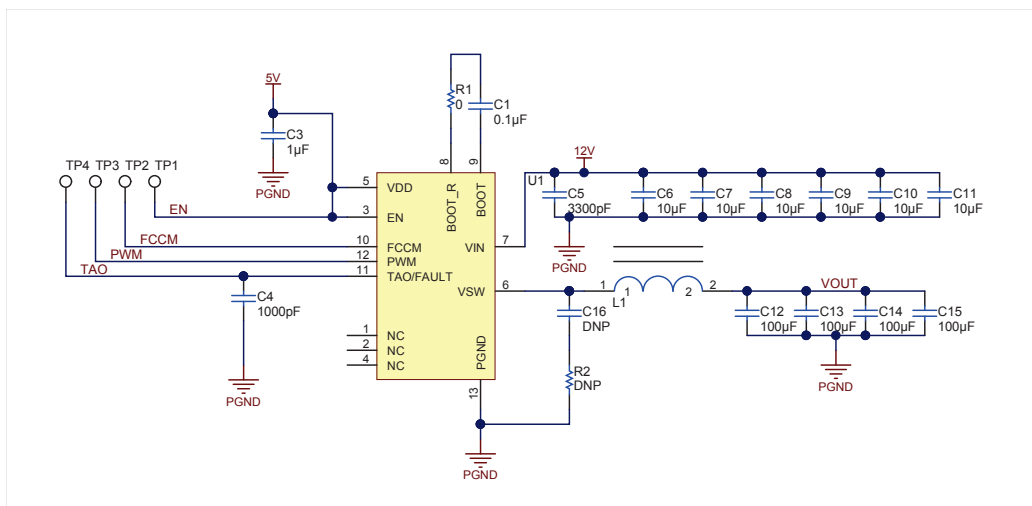 R1
0
C1
0.1µF
5V
C3
1µF
PGND
TP4 TP3 TP2 TP1
8
9
12V
U1
5 VDD
BOOT_R
BOOT
C5
3300pF
C6
10µF
C7
10µF
C8
10µF
C9
10µF
C10
10µF
C11
10µF
EN
3 EN
FCCM
10 FCCM
VIN 7
PGND
PWM
12 PWM
TAO
11 TAO/FAULT
VSW 6
1 1 2 2
L1
VOUT
C4
1000pF
C16
DNP
C12
100µF
C13
100µF
C14
100µF
C15
100µF
1 NC
2 NC
4 NC
PGND
13
R2
DNP
PGND
PGND
PGND